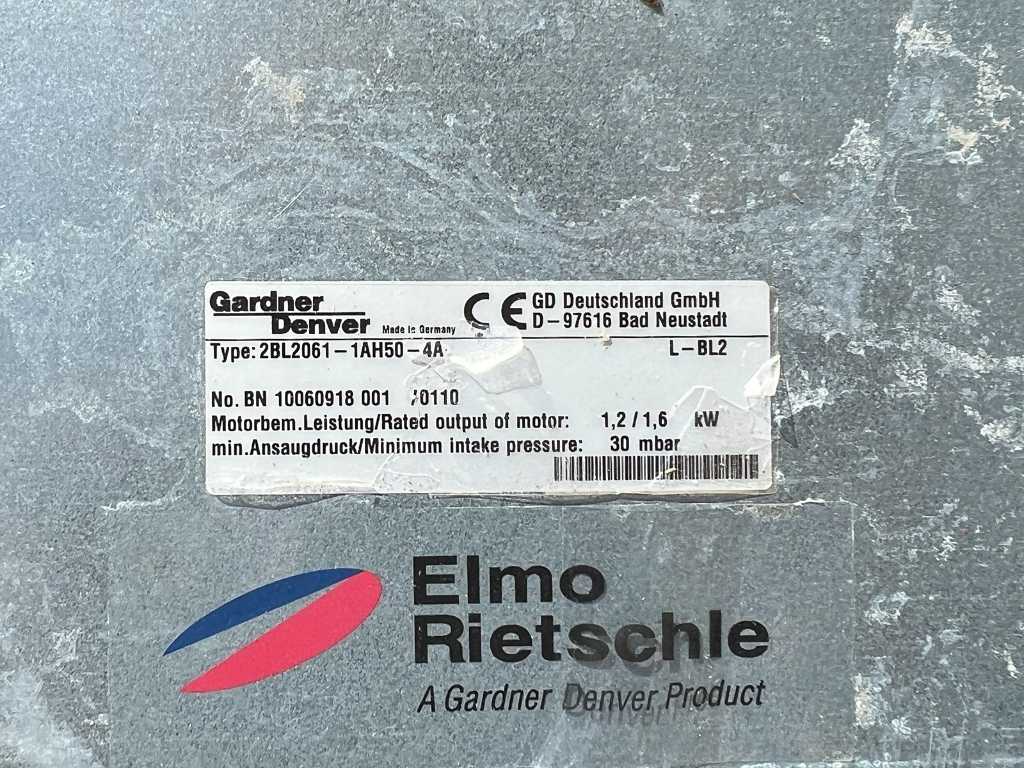 Gardner
Denver
Made in Germany
CE
GD Deutschland GmbH
D-97616 Bad Neustadt
Type: 2BL2061-1AH50-4A
L-BL2
No. BN 10060918 001 /0110
Motorbem.Leistung/Rated output of motor: 1,2 / 1,6 kW
min.Ansaugdruck/Minimum intake pressure: 30 mbar
Elmo
Rietschle
A Gardner Denver Product